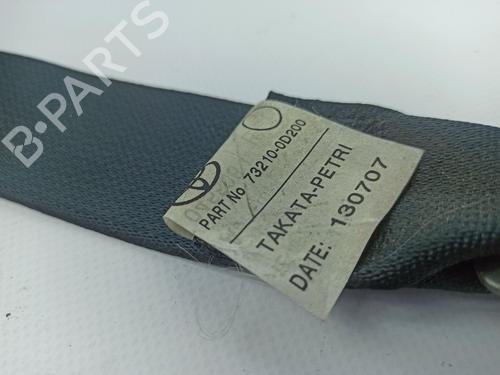 B-PARTS
PART No 73210-0D200
TAKATA-PETRI
DATE: 130707